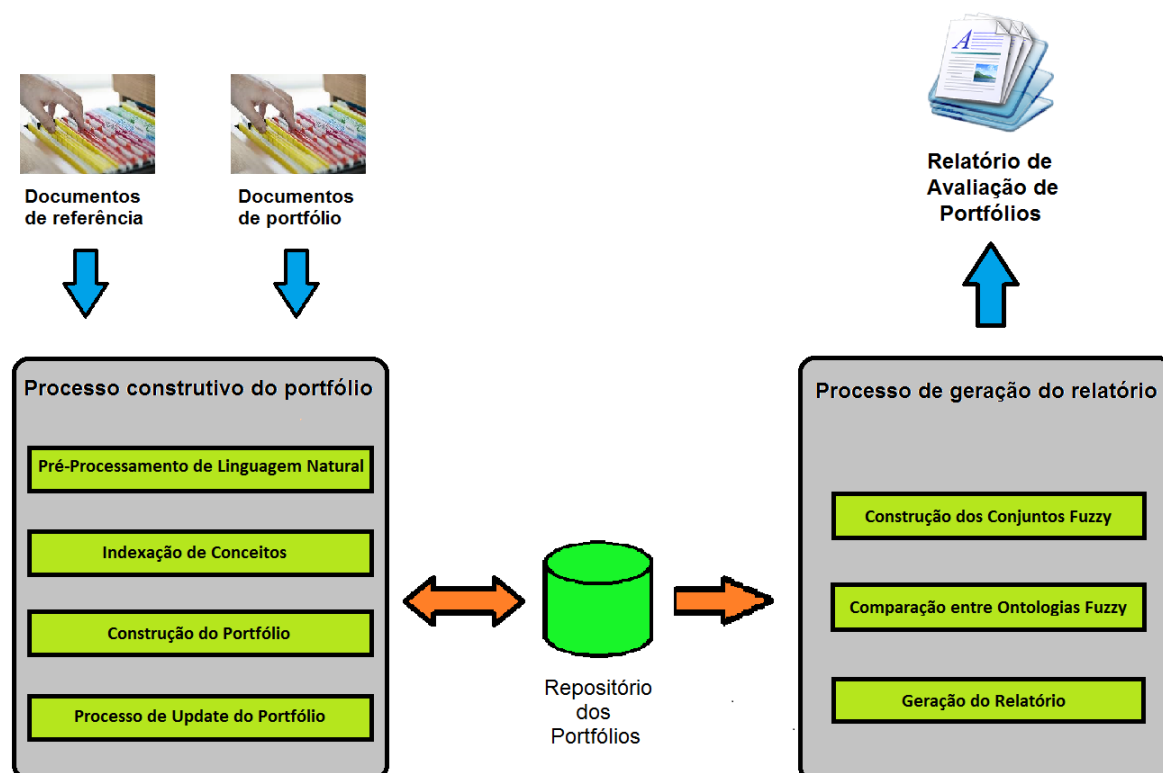 Documentos
de referência
Documentos
de portfólio
Relatório de
Avaliação de
Portfólios
Processo construtivo do portfólio
Pré-Processamento de Linguagem Natural
Indexação de Conceitos
Construção do Portfólio
Processo de Update do Portfólio
Repositório
dos
Portfólios
Processo de geração do relatório
Construção dos Conjuntos Fuzzy
Comparação entre Ontologias Fuzzy
Geração do Relatório